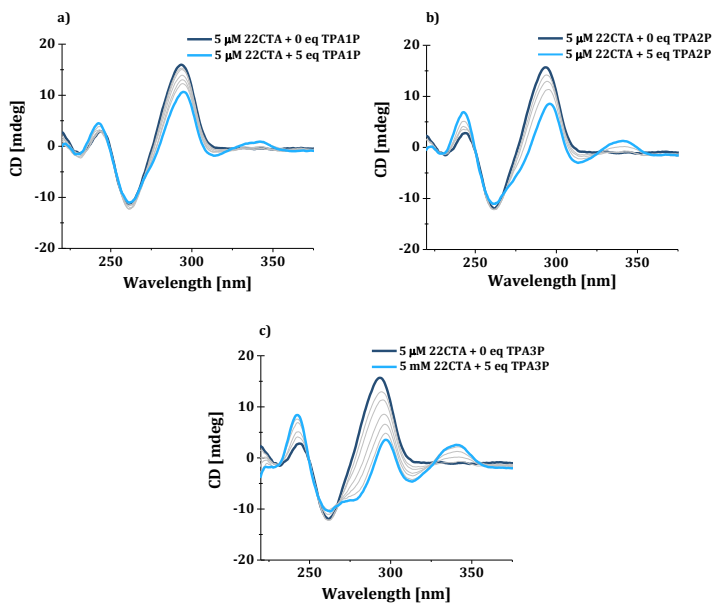 a)
5 μM 22CTA + 0 eq TPA1P
5 μM 22CTA + 5 eq TPA1P
CD [mdeg]
20
10
0
-10
-20
250
300
350
Wavelength [nm]
b)
5 μM 22CTA + 0 eq TPA2P
5 μM 22CTA + 5 eq TPA2P
CD [mdeg]
20
10
0
-10
-20
250
300
350
Wavelength [nm]
c)
5 μM 22CTA + 0 eq TPA3P
5 mM 22CTA + 5 eq TPA3P
CD [mdeg]
20
10
0
-10
-20
250
300
350
Wavelength [nm]